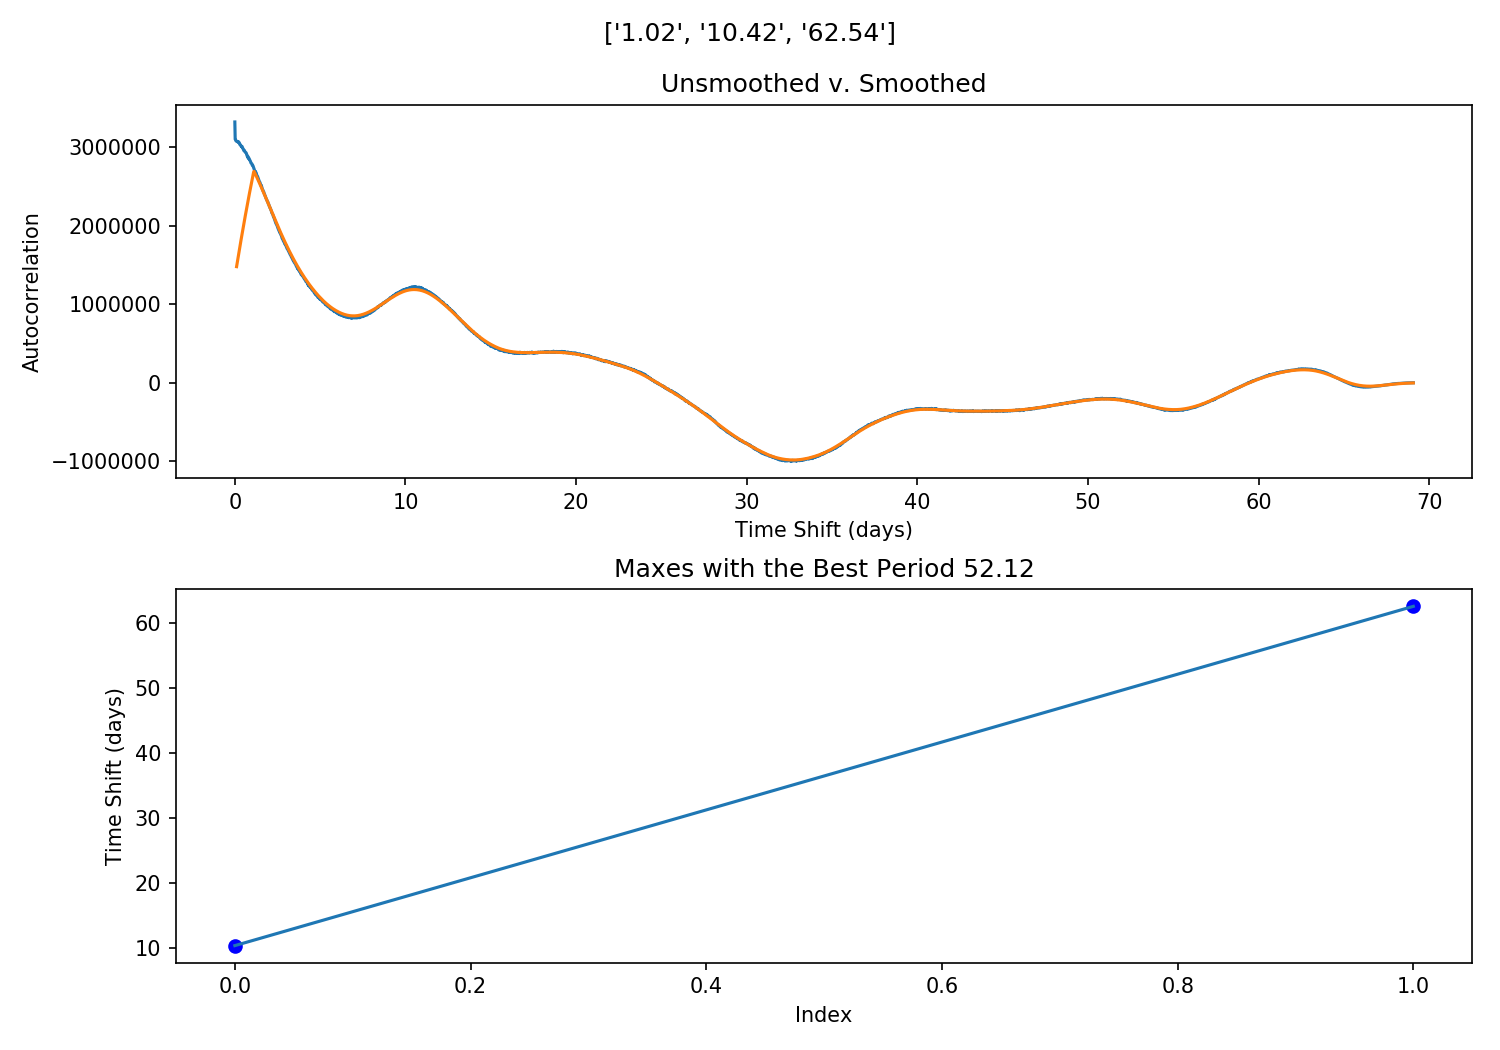 ['1.02', '10.42', '62.54']
Unsmoothed v. Smoothed
Autocorrelation
3000000
2000000
1000000
0
−1000000
0 10 20 30 40 50 60 70
Time Shift (days)
Maxes with the Best Period 52.12
Time Shift (days)
60
50
40
30
20
10
0.0 0.2 0.4 0.6 0.8 1.0
Index